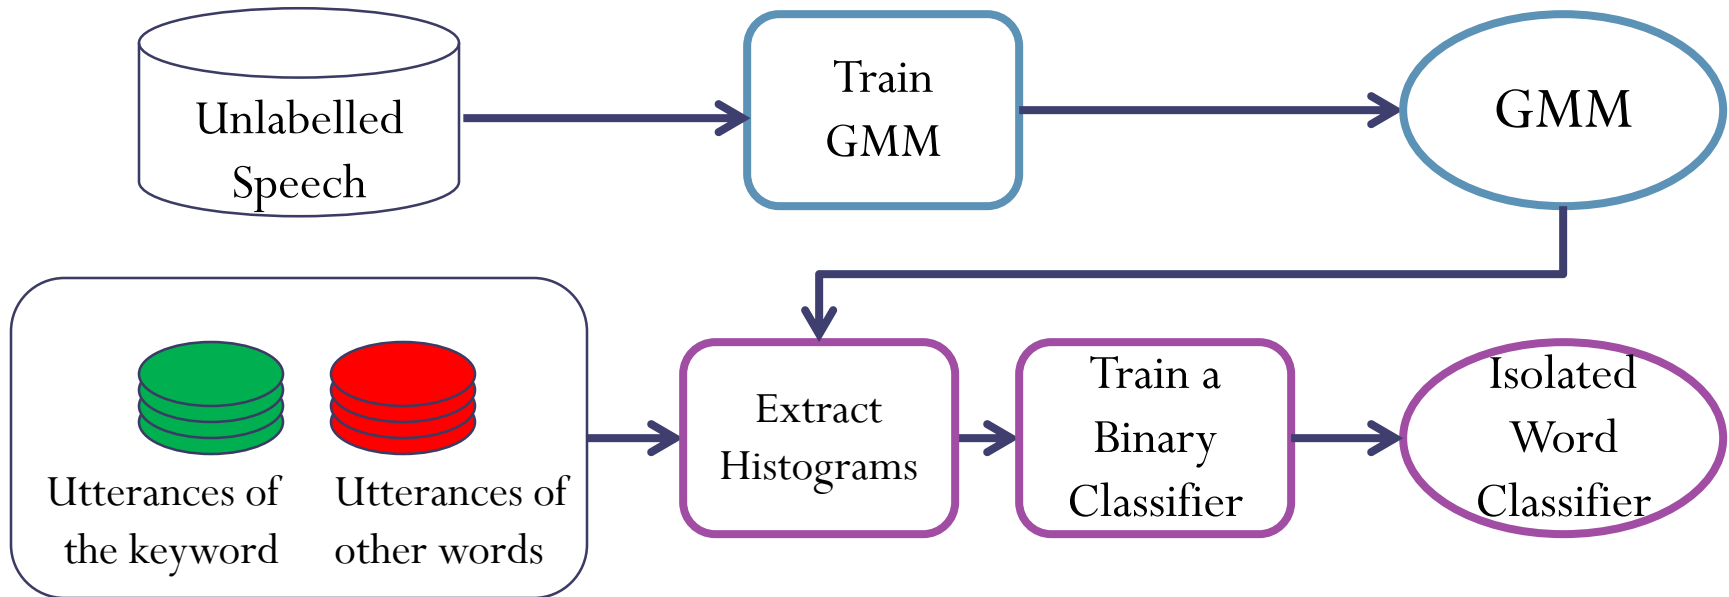 Unlabelled
Speech
Train
GMM
GMM
Utterances of
the keyword
Utterances of
other words
Extract
Histograms
Train a
Binary
Classifier
Isolated
Word
Classifier